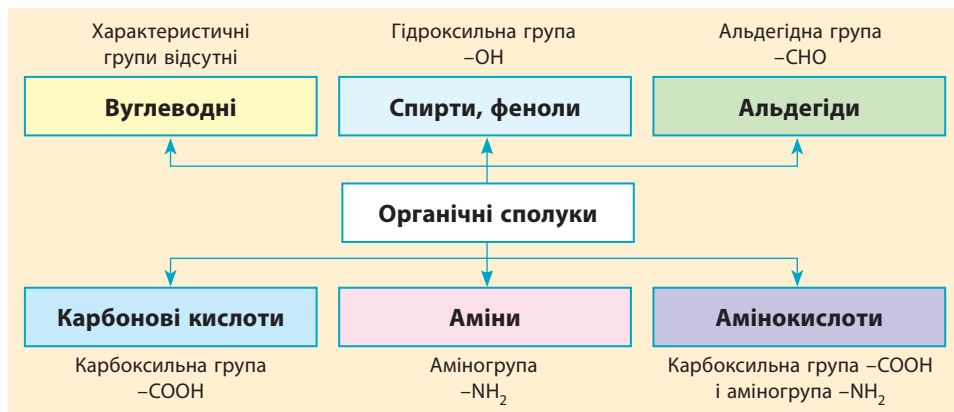 Характеристичні
групи відсутні
Гідроксильна група
–OH
Альдегідна група
–CHO
Вуглеводні
Спирти, феноли
Альдегіди
Органічні сполуки
Карбонові кислоти
Аміни
Амінокислоти
Карбоксильна група
–COOH
Аміногрупа
–NH₂
Карбоксильна група –COOH
і аміногрупа –NH₂